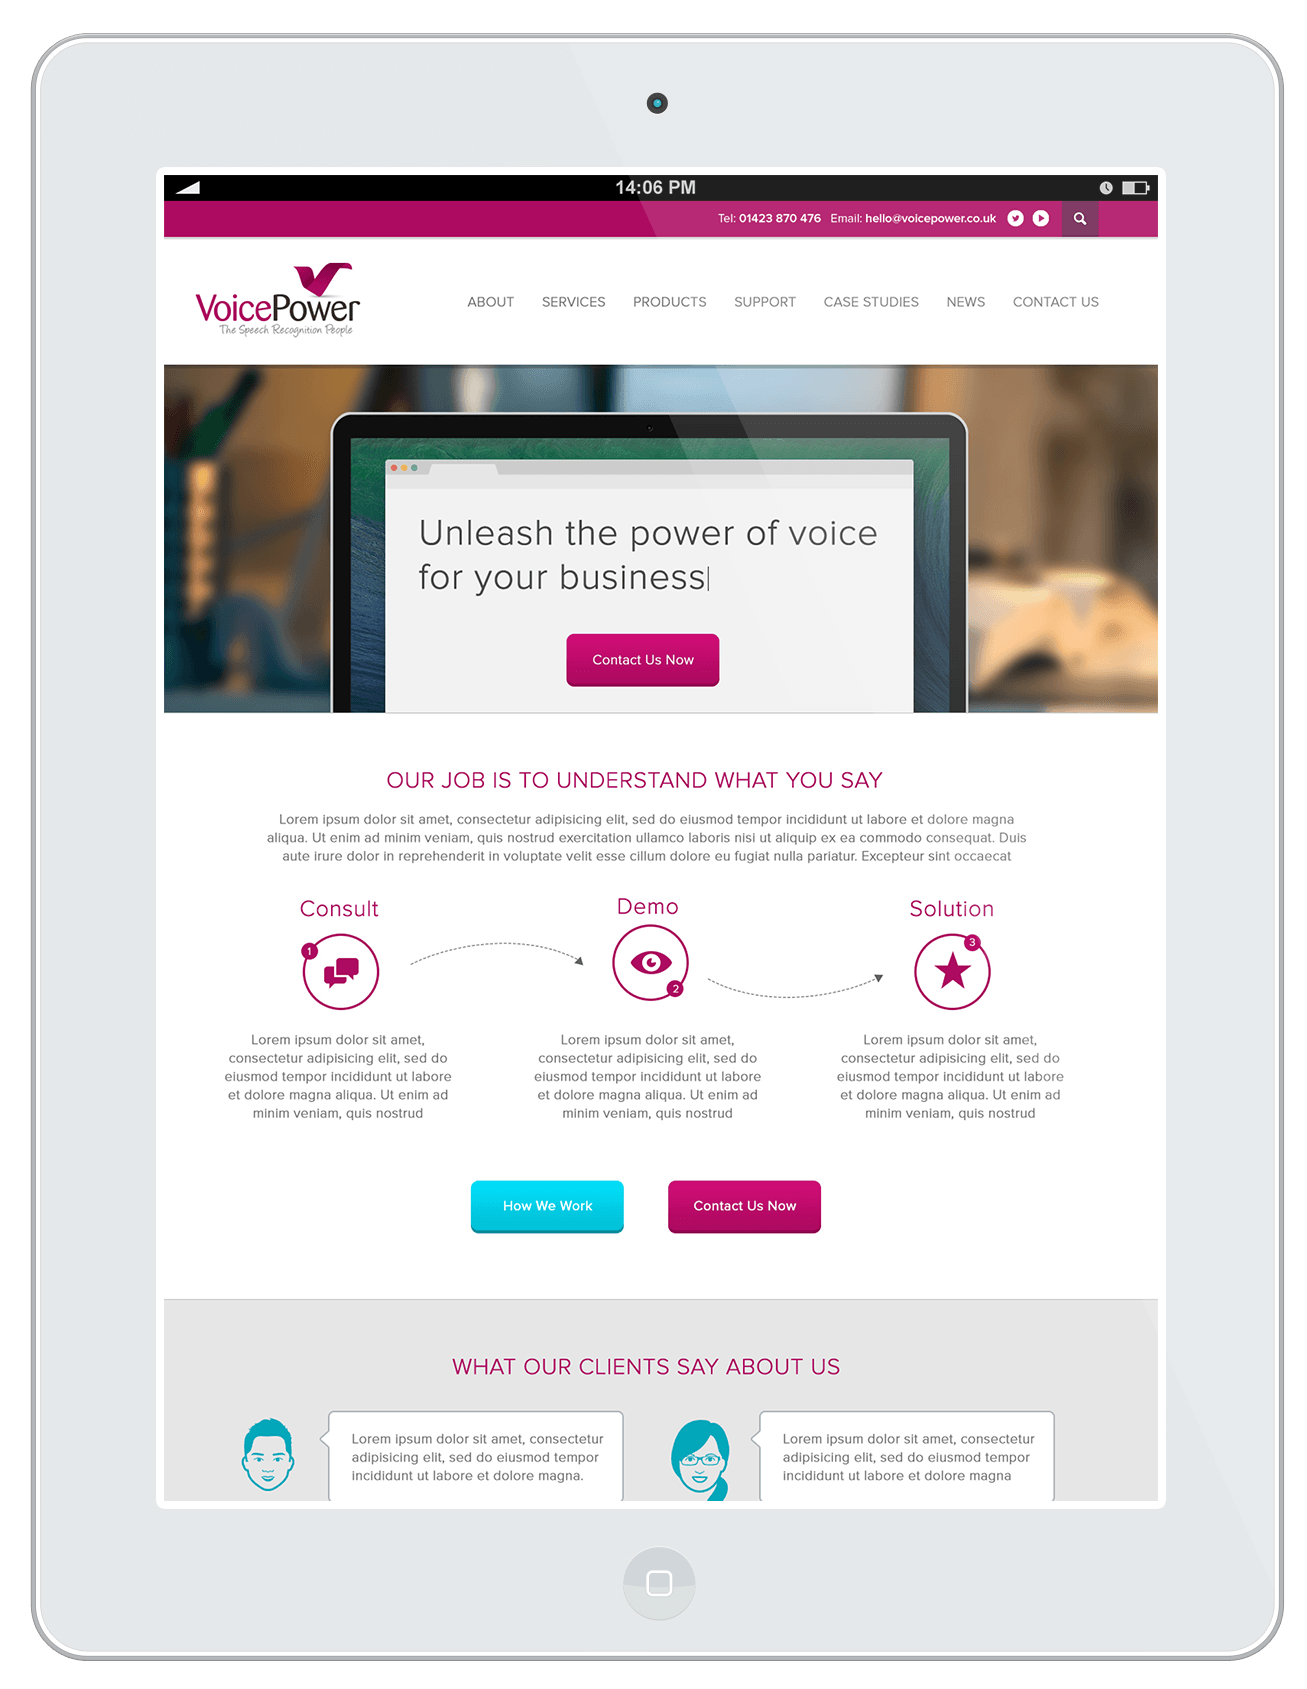 14:06 PM
Tel: 01423 870 476 Email: hello@voicepower.co.uk
VoicePower
The Speech Recognition People
ABOUT SERVICES PRODUCTS SUPPORT CASE STUDIES NEWS CONTACT US
Unleash the power of voice
for your business
Contact Us Now
OUR JOB IS TO UNDERSTAND WHAT YOU SAY
Lorem ipsum dolor sit amet, consectetur adipisicing elit, sed do eiusmod tempor incididunt ut labore et dolore magna
aliqua. Ut enim ad minim veniam, quis nostrud exercitation ullamco laboris nisi ut aliquip ex ea commodo consequat. Duis
aute irure dolor in reprehenderit in voluptate velit esse cillum dolore eu fugiat nulla pariatur. Excepteur sint occaecat
Consult
1
Lorem ipsum dolor sit amet,
consectetur adipisicing elit, sed do
eiusmod tempor incididunt ut labore
et dolore magna aliqua. Ut enim ad
minim veniam, quis nostrud
Demo
2
Lorem ipsum dolor sit amet,
consectetur adipisicing elit, sed do
eiusmod tempor incididunt ut labore
et dolore magna aliqua. Ut enim ad
minim veniam, quis nostrud
Solution
3
Lorem ipsum dolor sit amet,
consectetur adipisicing elit, sed do
eiusmod tempor incididunt ut labore
et dolore magna aliqua. Ut enim ad
minim veniam, quis nostrud
How We Work
Contact Us Now
WHAT OUR CLIENTS SAY ABOUT US
Lorem ipsum dolor sit amet, consectetur
adipisicing elit, sed do eiusmod tempor
incididunt ut labore et dolore magna.
Lorem ipsum dolor sit amet, consectetur
adipisicing elit, sed do eiusmod tempor
incididunt ut labore et dolore magna